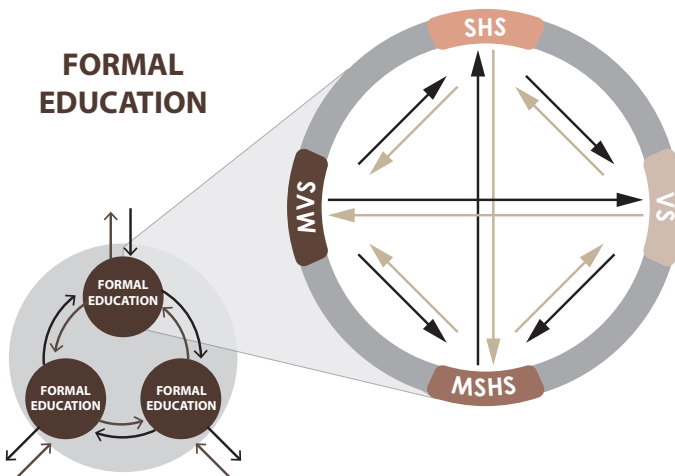 FORMAL
EDUCATION
SHS
MVS
VS
MSHS
FORMAL
EDUCATION
FORMAL
EDUCATION
FORMAL
EDUCATION